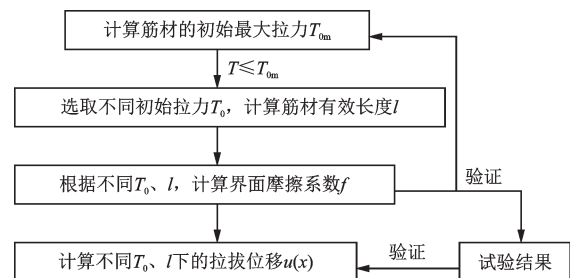 计算筋材的初始最大拉力T0m
T≤T0m
选取不同初始拉力T0，计算筋材有效长度l
根据不同T0、l，计算界面摩擦系数f
验证
计算不同T0、l下的拉拔位移u(x)
验证
试验结果